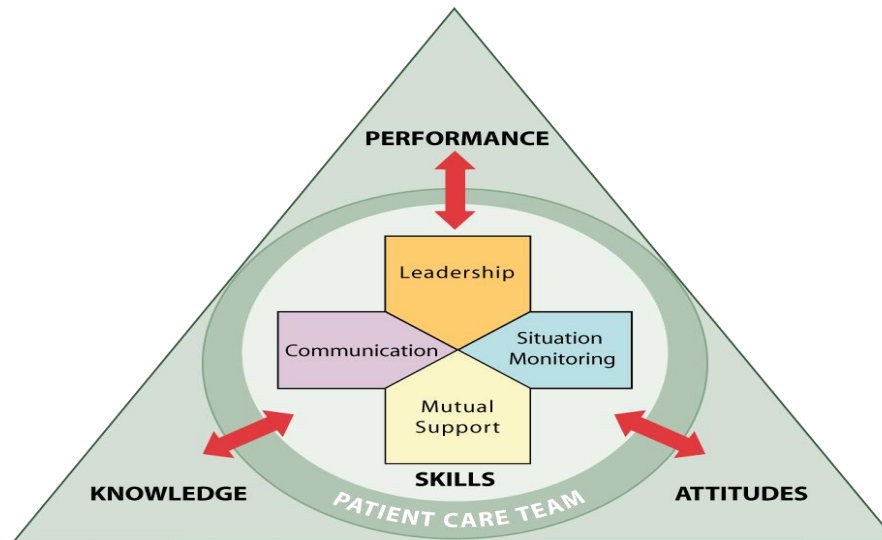 PERFORMANCE
Leadership
Communication
Situation
Monitoring
Mutual
Support
SKILLS
KNOWLEDGE
ATTITUDES
PATIENT CARE TEAM